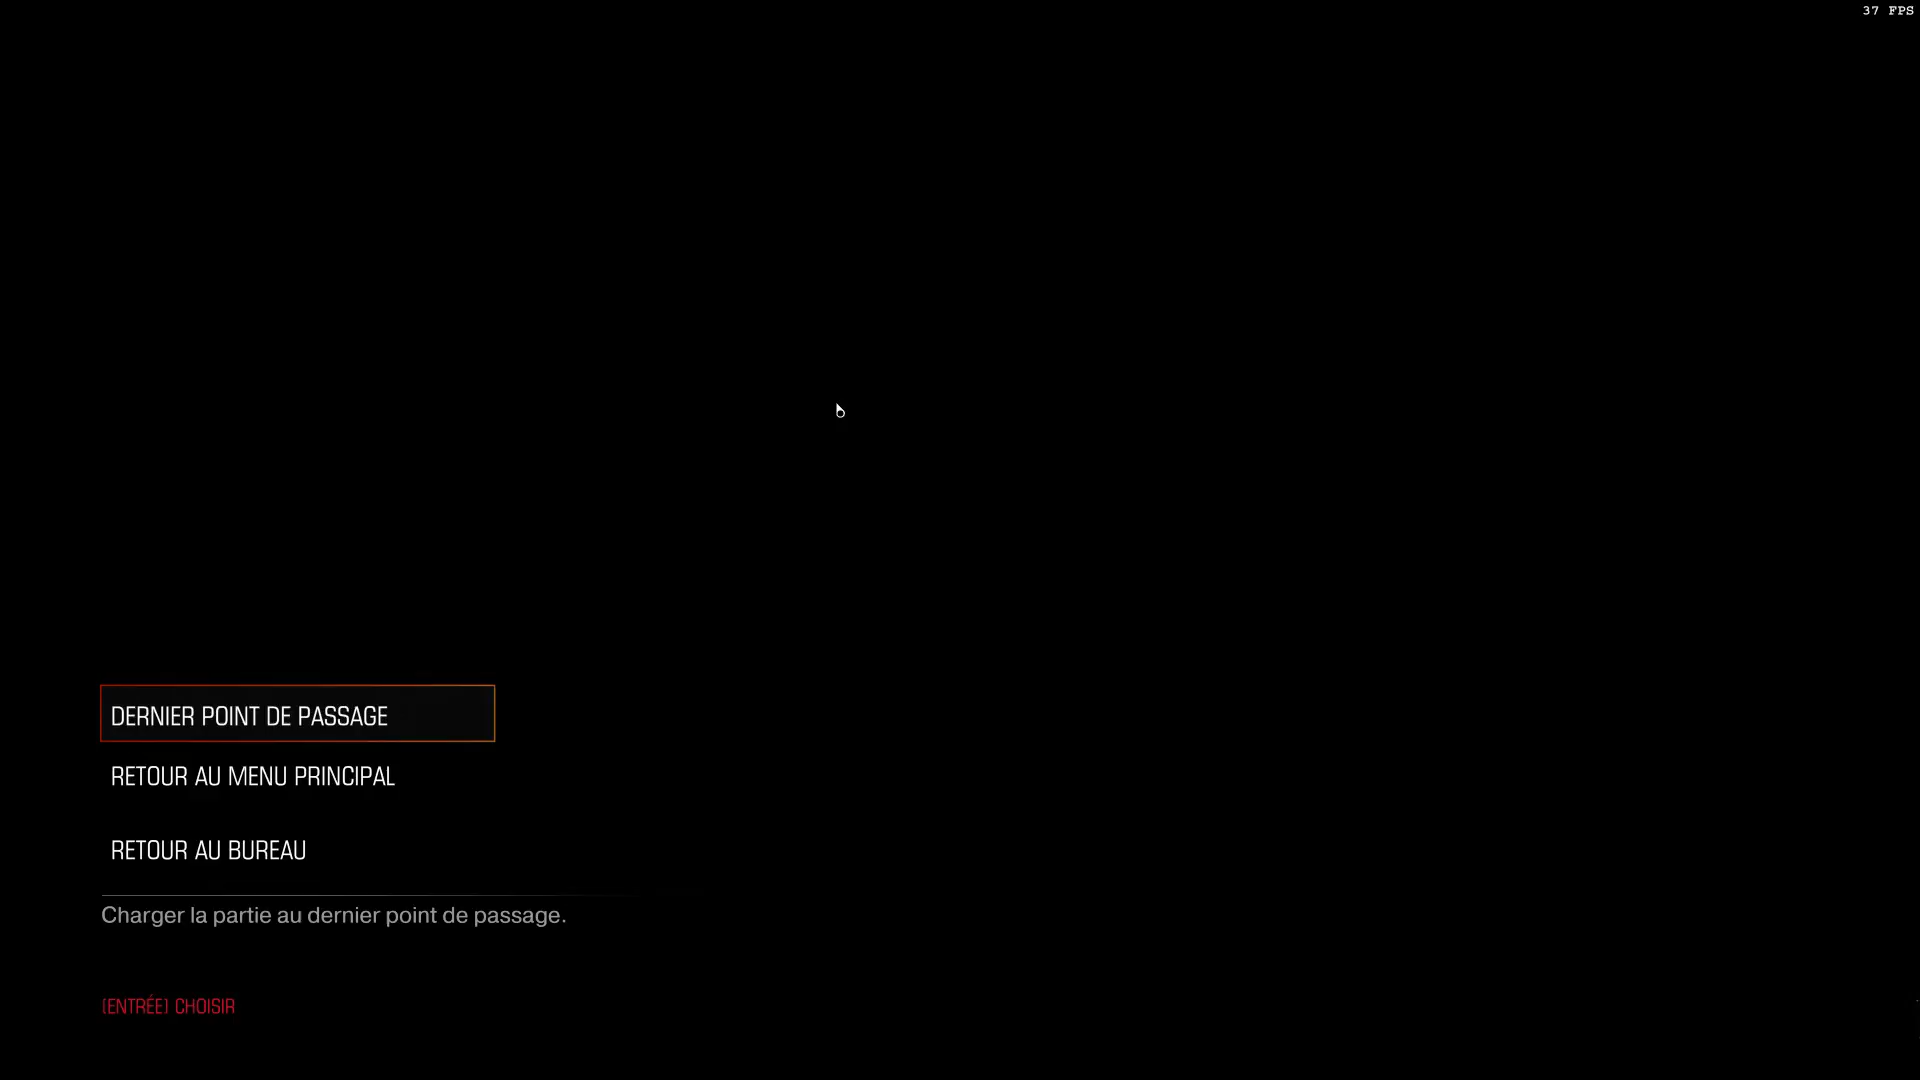 37 FPS
DERNIER POINT DE PASSAGE
RETOUR AU MENU PRINCIPAL
RETOUR AU BUREAU
Charger la partie au dernier point de passage.
[ENTRÉE] CHOISIR